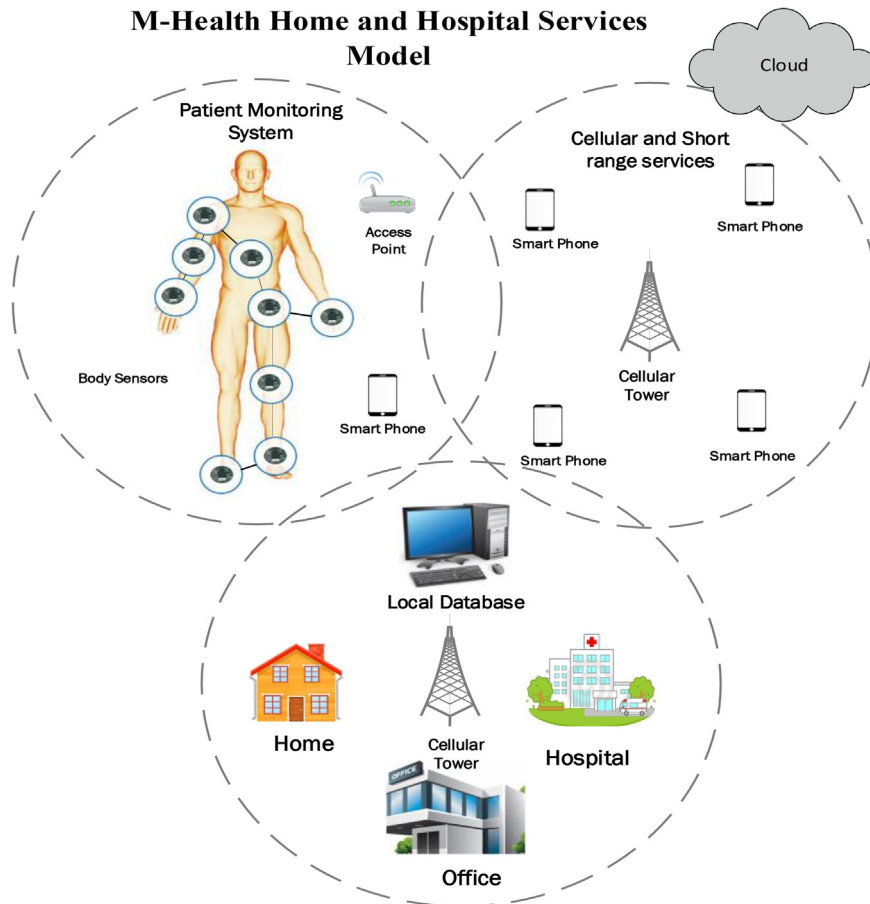 M-Health Home and Hospital Services
Model
Cloud
Patient Monitoring
System
Access
Point
Body Sensors
Smart Phone
Cellular and Short
range services
Smart Phone
Smart Phone
Cellular
Tower
Smart Phone
Smart Phone
Local Database
Home
Cellular
Tower
Hospital
OFFICE
Office